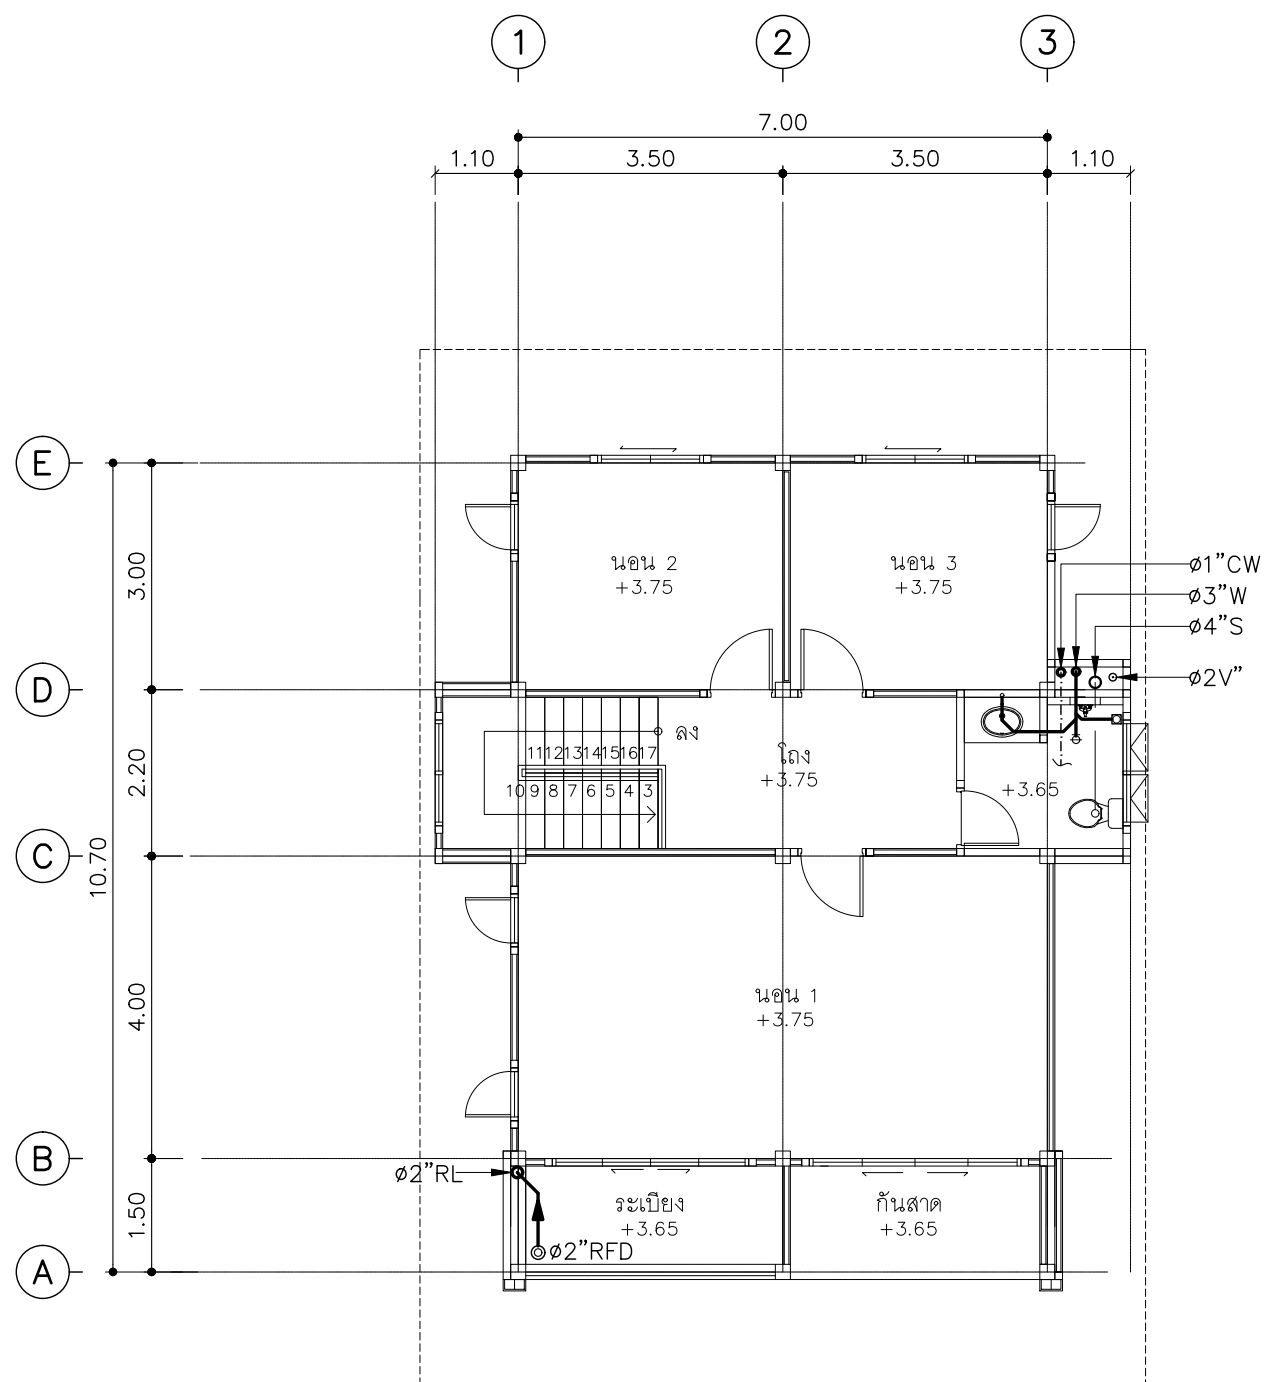 1 2 3
7.00
1.10 3.50 3.50 1.10
E
3.00
นอน 2
+3.75
นอน 3
+3.75
ø1”CW
ø3”W
ø4”S
ø2V”
D
2.20
ลง
11 12 13 14 15 16 17
10 9 8 7 6 5 4 3
โถง
+3.75
+3.65
C
10.70
4.00
นอน 1
+3.75
B
ø2”RL
1.50
ระเบียง
+3.65
กันสาด
+3.65
ø2”RFD
A